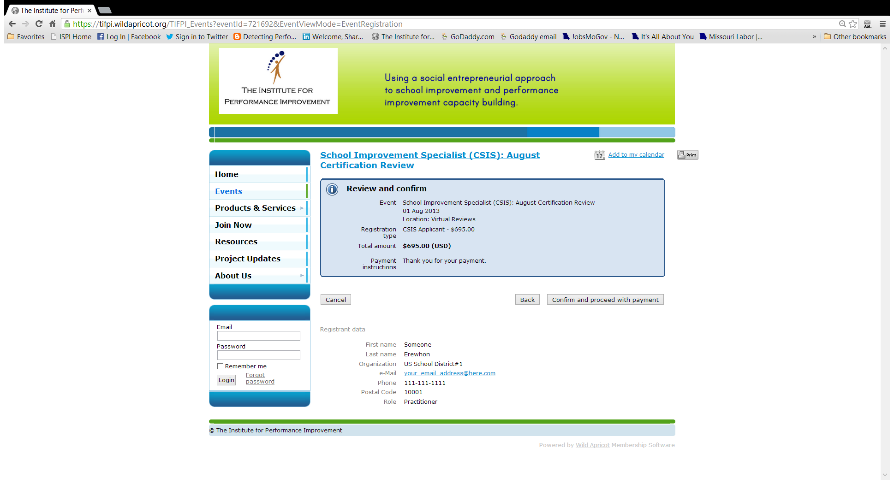 The Institute for Perf
https://tifpi.wildapricot.org/TIFPI_Events?eventId=721692&EventViewMode=EventRegistration
Favorites
ISPI Home
Log In | Facebook
Sign in to Twitter
Detecting Perfo...
Welcome, Shar...
The Institute for...
GoDaddy.com
Godaddy email
JobsMoGov - N...
It's All About You
Missouri Labor |...
»
Other bookmarks
THE INSTITUTE FOR
PERFORMANCE IMPROVEMENT
Using a social entrepreneurial approach
to school improvement and performance
improvement capacity building.
Home
Events
Products & Services
Join Now
Resources
Project Updates
About Us
Email
Password
Remember me
Login
Forgot
password
School Improvement Specialist (CSIS): August
Certification Review
17
Add to my calendar
Print
Review and confirm
Event School Improvement Specialist (CSIS): August Certification Review
01 Aug 2013
Location: Virtual Reviews
Registration
type
CSIS Applicant - $695.00
Total amount $695.00 (USD)
Payment
instructions
Thank you for your payment.
Cancel
Back
Confirm and proceed with payment
Registrant data
First name Someone
Last name Erewhon
Organization US School District#1
e-Mail your_email_address@here.com
Phone 111-111-1111
Postal Code 10001
Role Practitioner
© The Institute for Performance Improvement
Powered by Wild Apricot Membership Software